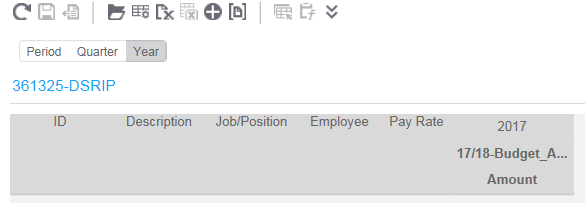 Period Quarter Year
361325-DSRIP
ID Description Job/Position Employee Pay Rate 2017
17/18-Budget_A...
Amount